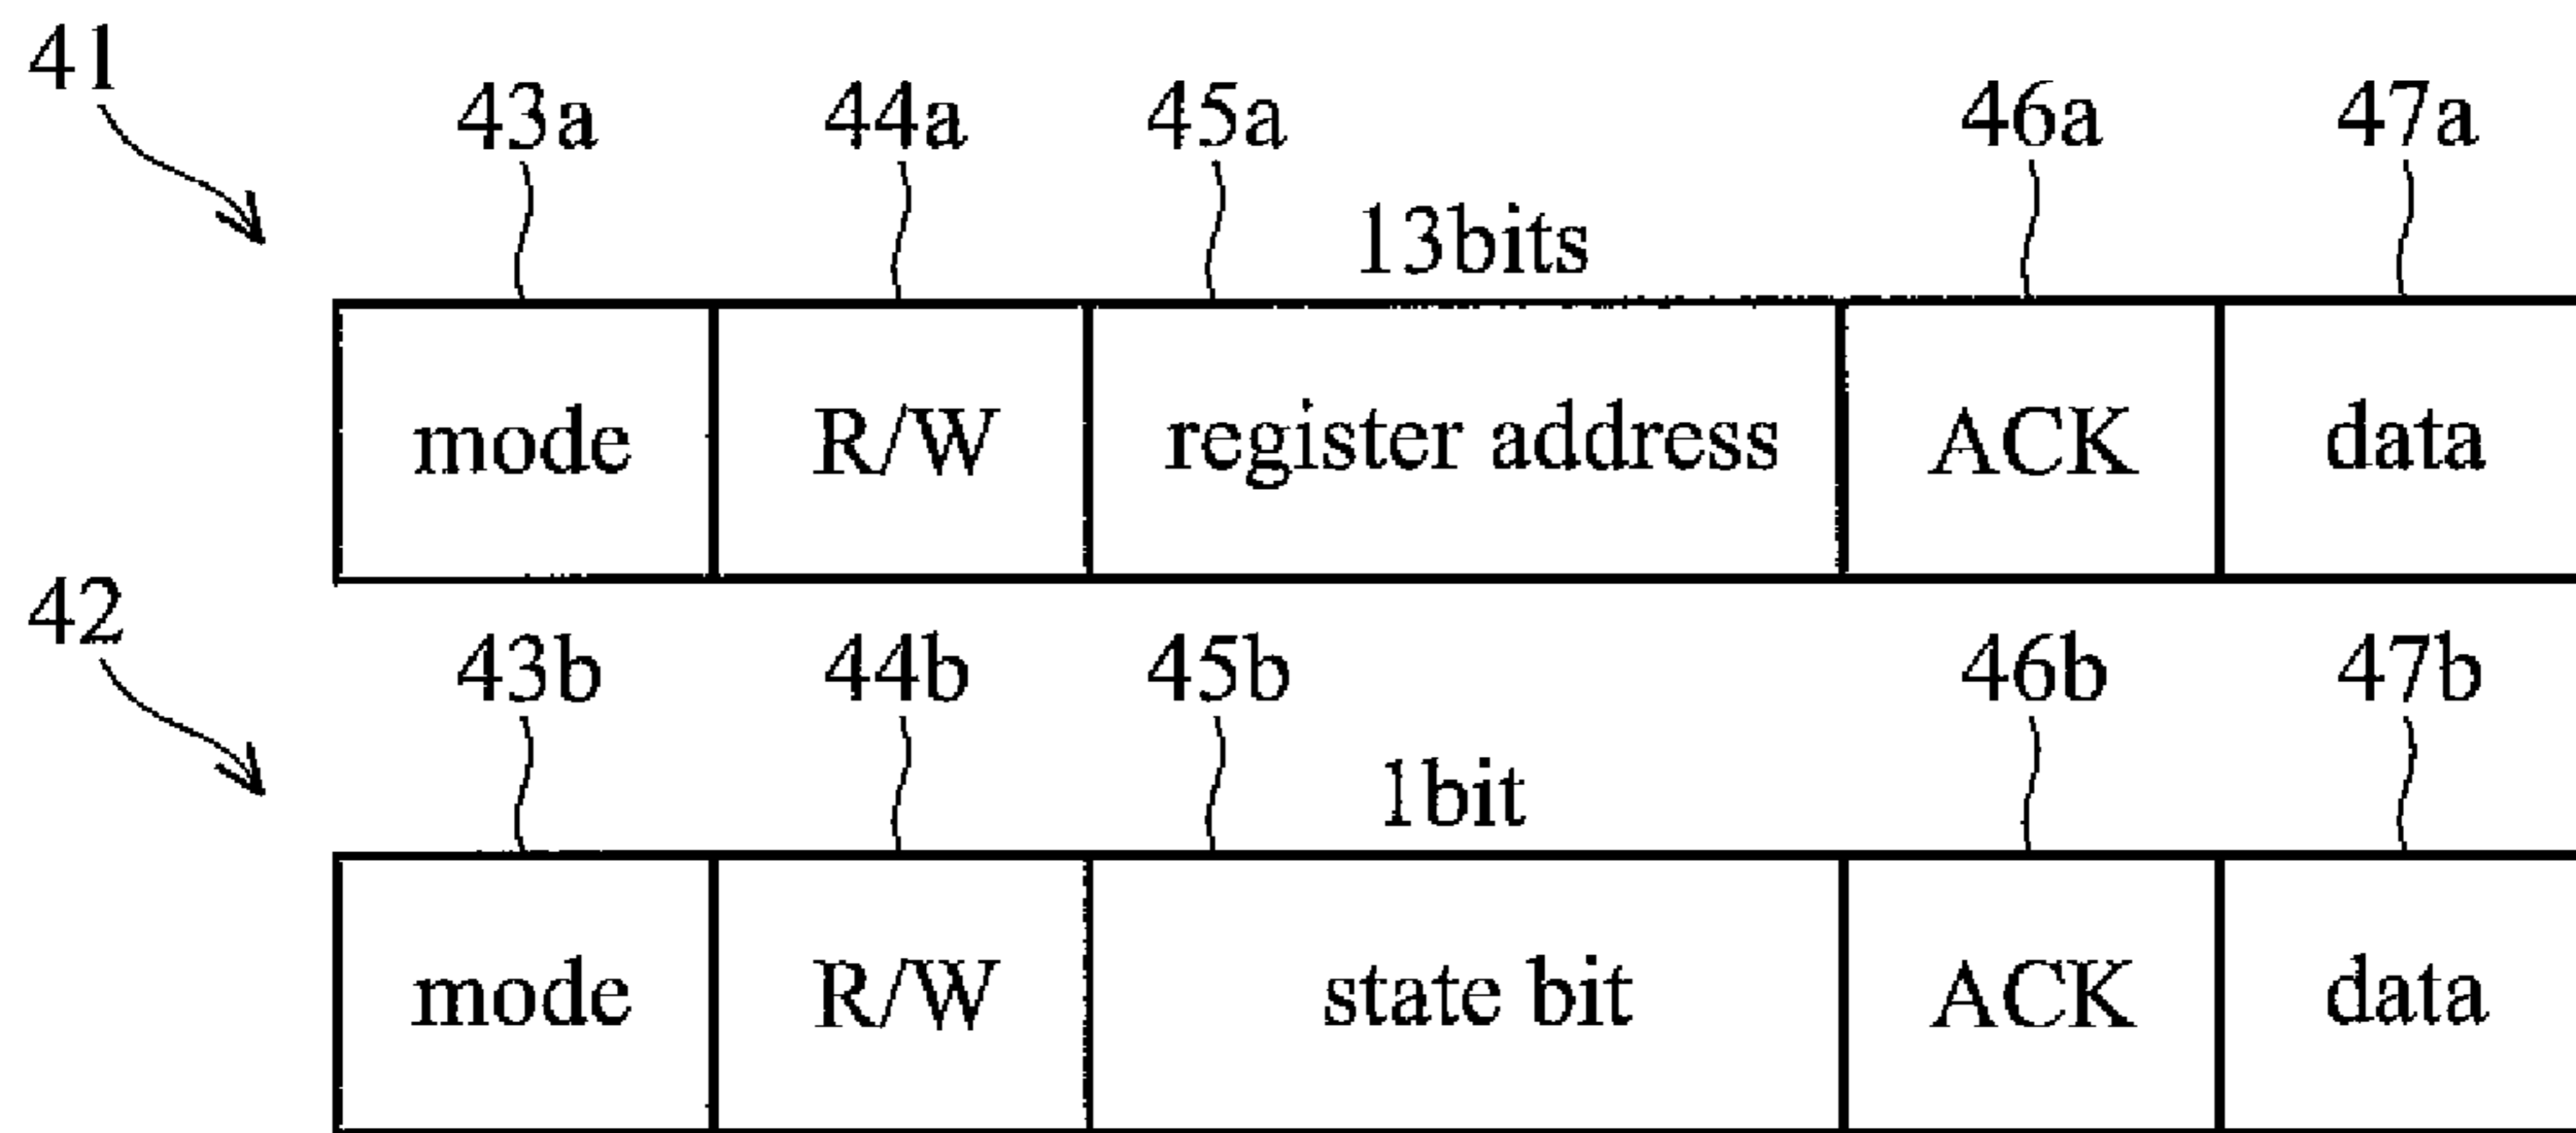 41
43a 44a 45a 46a 47a
13bits
mode R/W register address ACK data
42
43b 44b 45b 46b 47b
1bit
mode R/W state bit ACK data